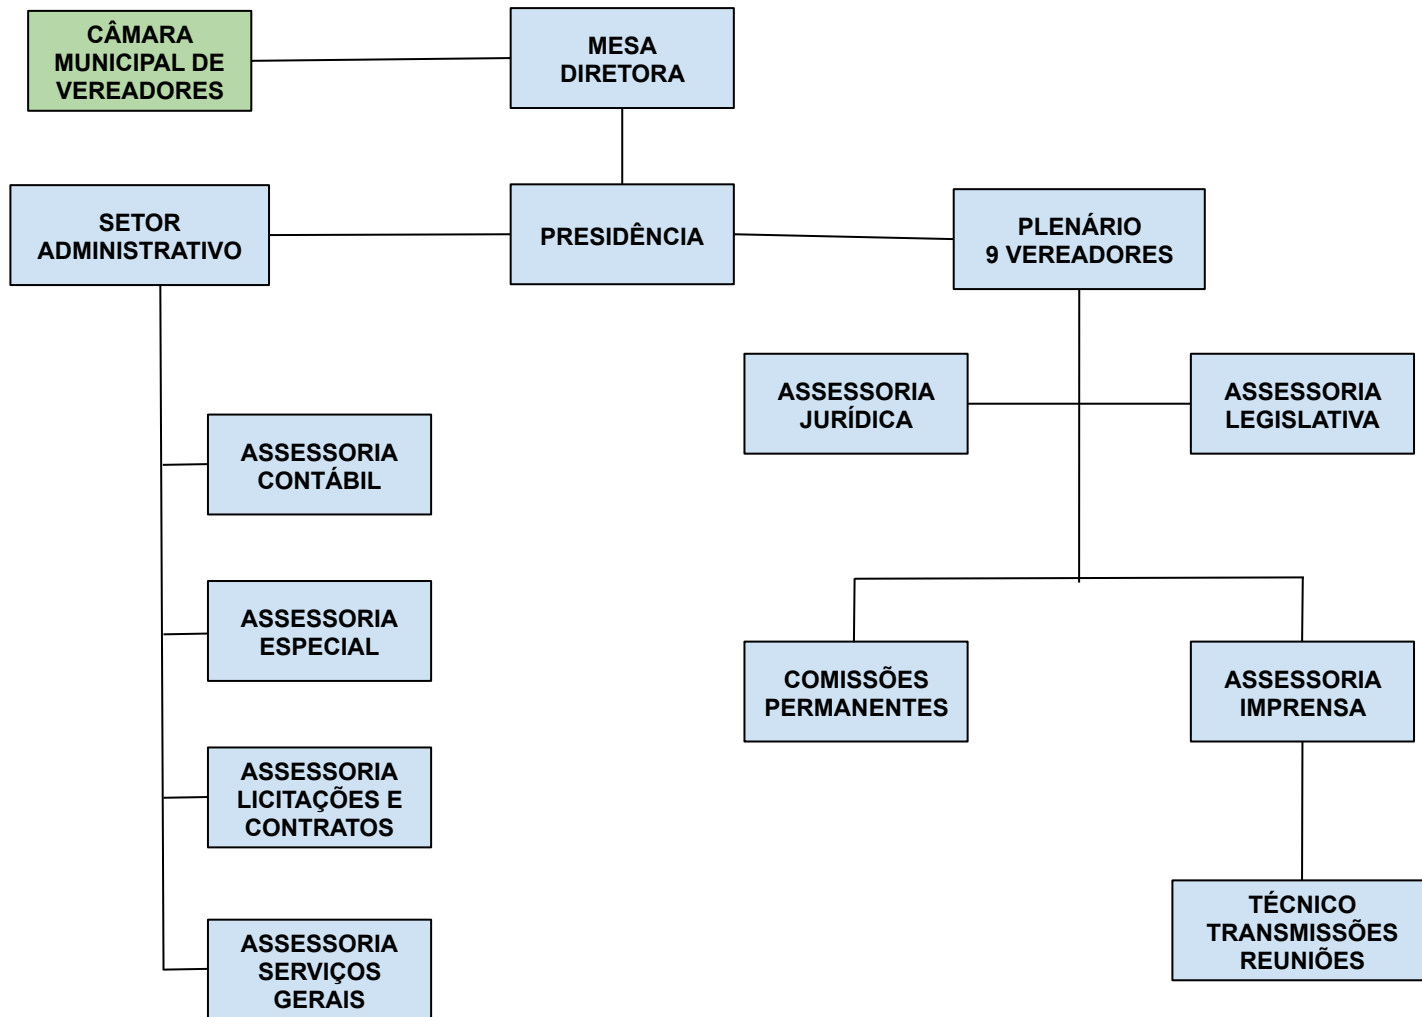 CÂMARA
MUNICIPAL DE
VEREADORES
MESA
DIRETORA
SETOR
ADMINISTRATIVO
PRESIDÊNCIA
PLENÁRIO
9 VEREADORES
ASSESSORIA
JURÍDICA
ASSESSORIA
LEGISLATIVA
ASSESSORIA
CONTÁBIL
ASSESSORIA
ESPECIAL
COMISSÕES
PERMANENTES
ASSESSORIA
IMPRENSA
ASSESSORIA
LICITAÇÕES E
CONTRATOS
TÉCNICO
TRANSMISSÕES
REUNIÕES
ASSESSORIA
SERVIÇOS
GERAIS